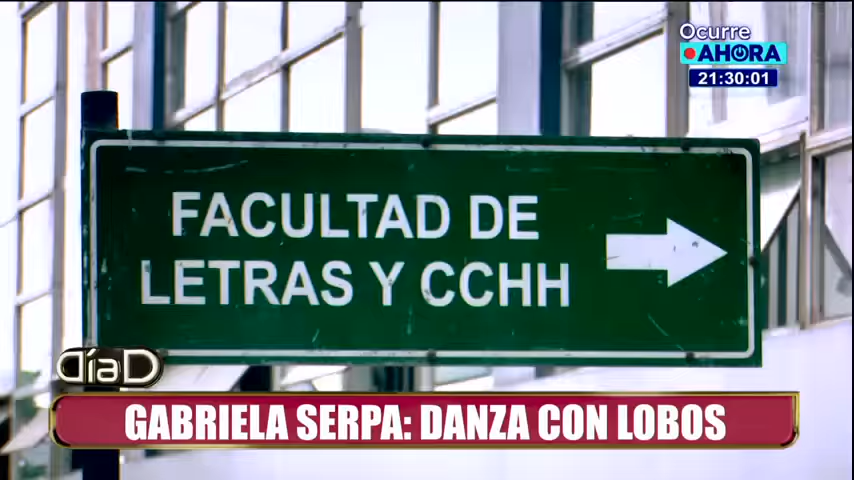 Ocurre
AHORA
21:30:01
FACULTAD DE
LETRAS Y CCHH
DíaD
GABRIELA SERPA: DANZA CON LOBOS